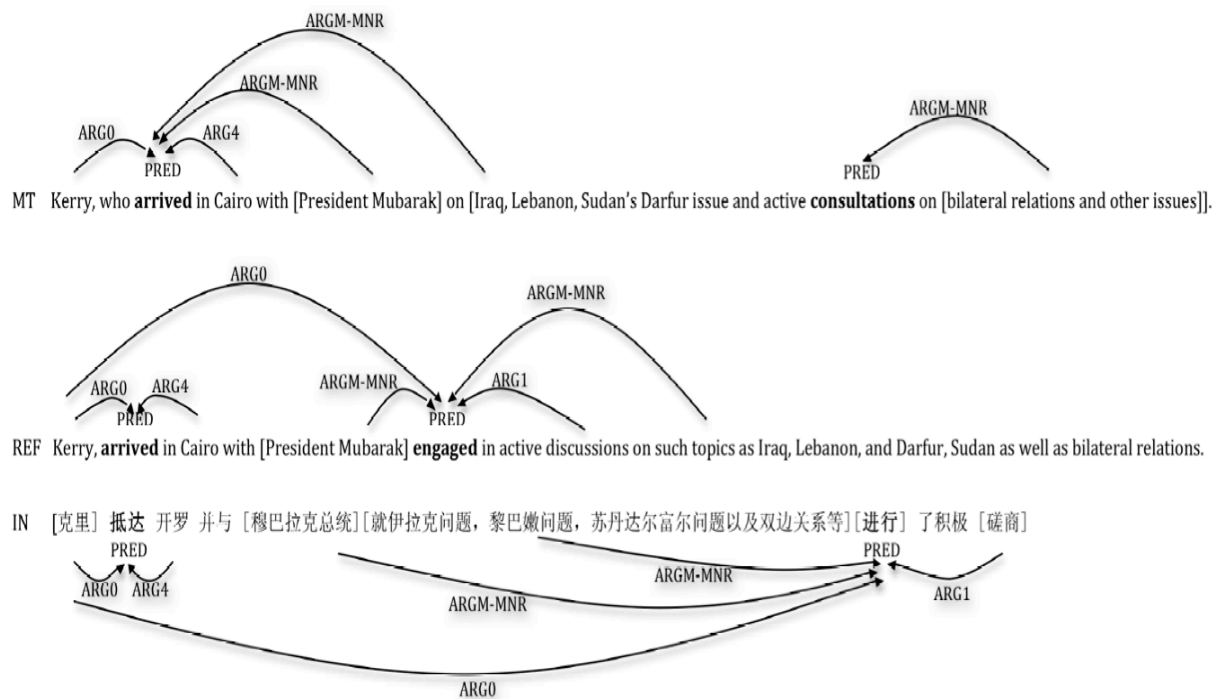 ARGM-MNR
ARGM-MNR
ARGM-MNR
ARG0 ARG4
PRED PRED
MT Kerry, who arrived in Cairo with [President Mubarak] on [Iraq, Lebanon, Sudan's Darfur issue and active consultations on [bilateral relations and other issues]].
ARG0
ARGM-MNR
ARG0 ARG4 ARGM-MNR ARG1
PRED PRED
REF Kerry, arrived in Cairo with [President Mubarak] engaged in active discussions on such topics as Iraq, Lebanon, and Darfur, Sudan as well as bilateral relations.
IN [克里] 抵达 开罗 并与 [穆巴拉克总统][就伊拉克问题，黎巴嫩问题，苏丹达尔富尔问题以及双边关系等][进行] 了积极 [磋商]
PRED PRED
ARGM-MNR
ARG0 ARG4 ARG1
ARGM-MNR
ARG0